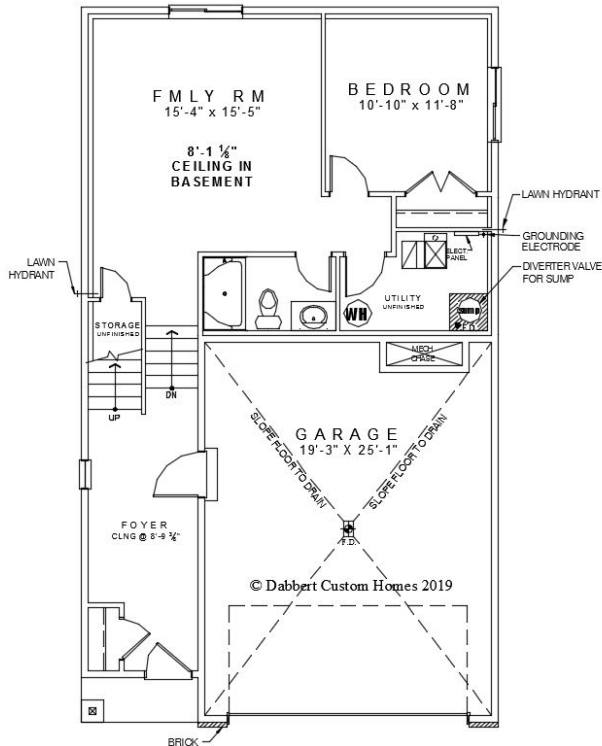 FMLY RM
15'-4" x 15'-5"
8'-1 ⅛"
CEILING IN
BASEMENT
BEDROOM
10'-10" x 11'-8"
LAWN HYDRANT
GROUNDING
ELECTRODE
DIVERTER VALVE
FOR SUMP
ELECT.
PANEL
LAWN
HYDRANT
UTILITY
UNFINISHED
WH
SUMP
F.D.
STORAGE
UNFINISHED
UP
DN
MECH
CHASE
GARAGE
19'-3" X 25'-1"
SLOPE FLOOR TO DRAIN
SLOPE FLOOR TO DRAIN
F.D.
FOYER
CLNG @ 8'-9 ¾"
© Dabbert Custom Homes 2019
BRICK